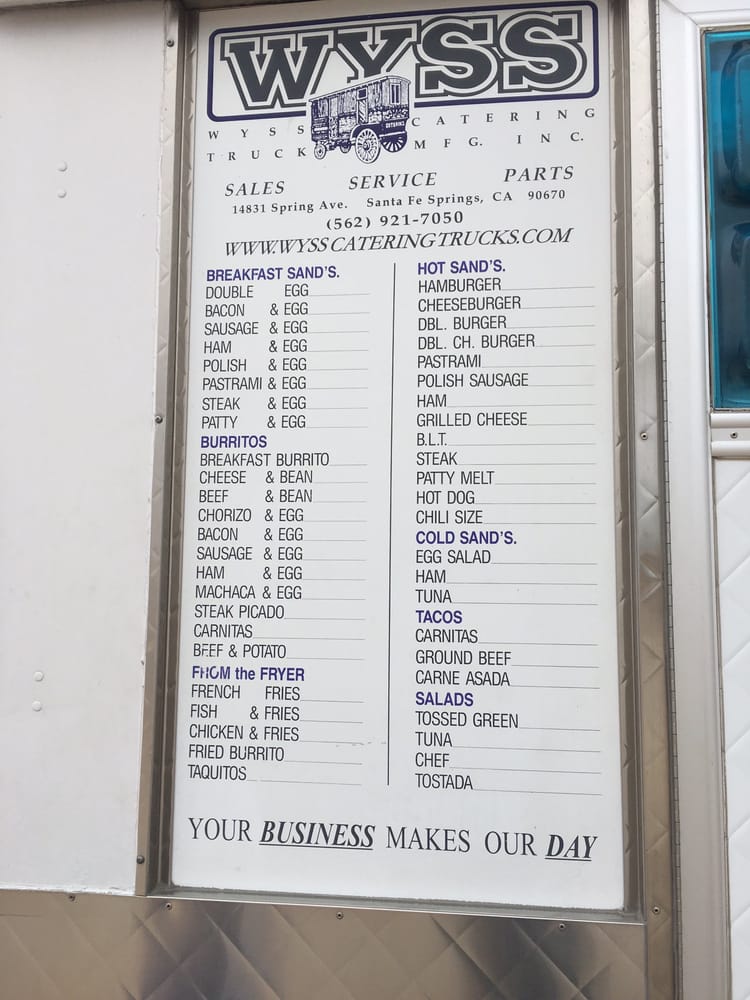 WYSS
WYSS CATERING
TRUCK MFG. INC.
CATERING
SALES SERVICE PARTS
14831 Spring Ave. Santa Fe Springs, CA 90670
(562) 921-7050
WWW.WYSSCATERINGTRUCKS.COM
BREAKFAST SAND'S.
DOUBLE EGG
BACON & EGG
SAUSAGE & EGG
HAM & EGG
POLISH & EGG
PASTRAMI & EGG
STEAK & EGG
PATTY & EGG
BURRITOS
BREAKFAST BURRITO
CHEESE & BEAN
BEEF & BEAN
CHORIZO & EGG
BACON & EGG
SAUSAGE & EGG
HAM & EGG
MACHACA & EGG
STEAK PICADO
CARNITAS
BEEF & POTATO
FROM the FRYER
FRENCH FRIES
FISH & FRIES
CHICKEN & FRIES
FRIED BURRITO
TAQUITOS
HOT SAND'S.
HAMBURGER
CHEESEBURGER
DBL. BURGER
DBL. CH. BURGER
PASTRAMI
POLISH SAUSAGE
HAM
GRILLED CHEESE
B.L.T.
STEAK
PATTY MELT
HOT DOG
CHILI SIZE
COLD SAND'S.
EGG SALAD
HAM
TUNA
TACOS
CARNITAS
GROUND BEEF
CARNE ASADA
SALADS
TOSSED GREEN
TUNA
CHEF
TOSTADA
YOUR BUSINESS MAKES OUR DAY